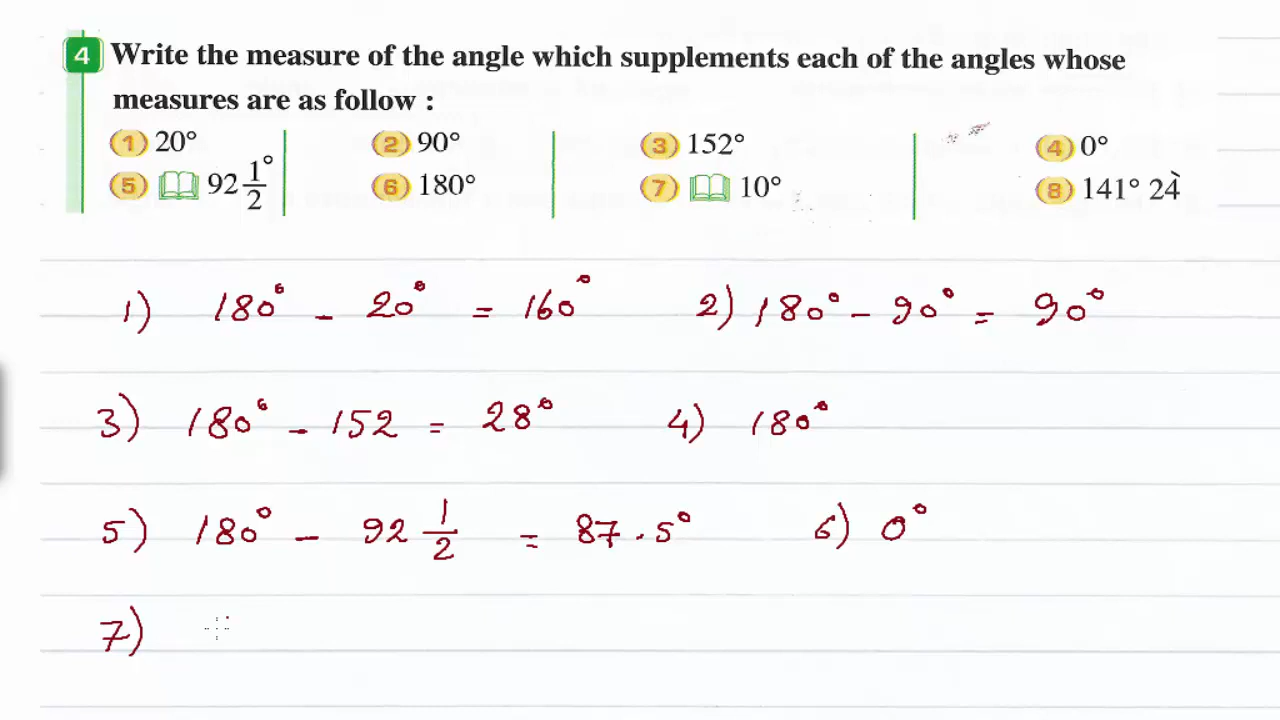 4 Write the measure of the angle which supplements each of the angles whose
measures are as follow :
1 20° 2 90° 3 152° 4 0°
5 92 1/2° 6 180° 7 10° 8 141° 24`
1) 180° - 20° = 160° 2) 180° - 90° = 90°
3) 180° - 152 = 28° 4) 180°
5) 180° - 92 1/2 = 87.5° 6) 0°
7)